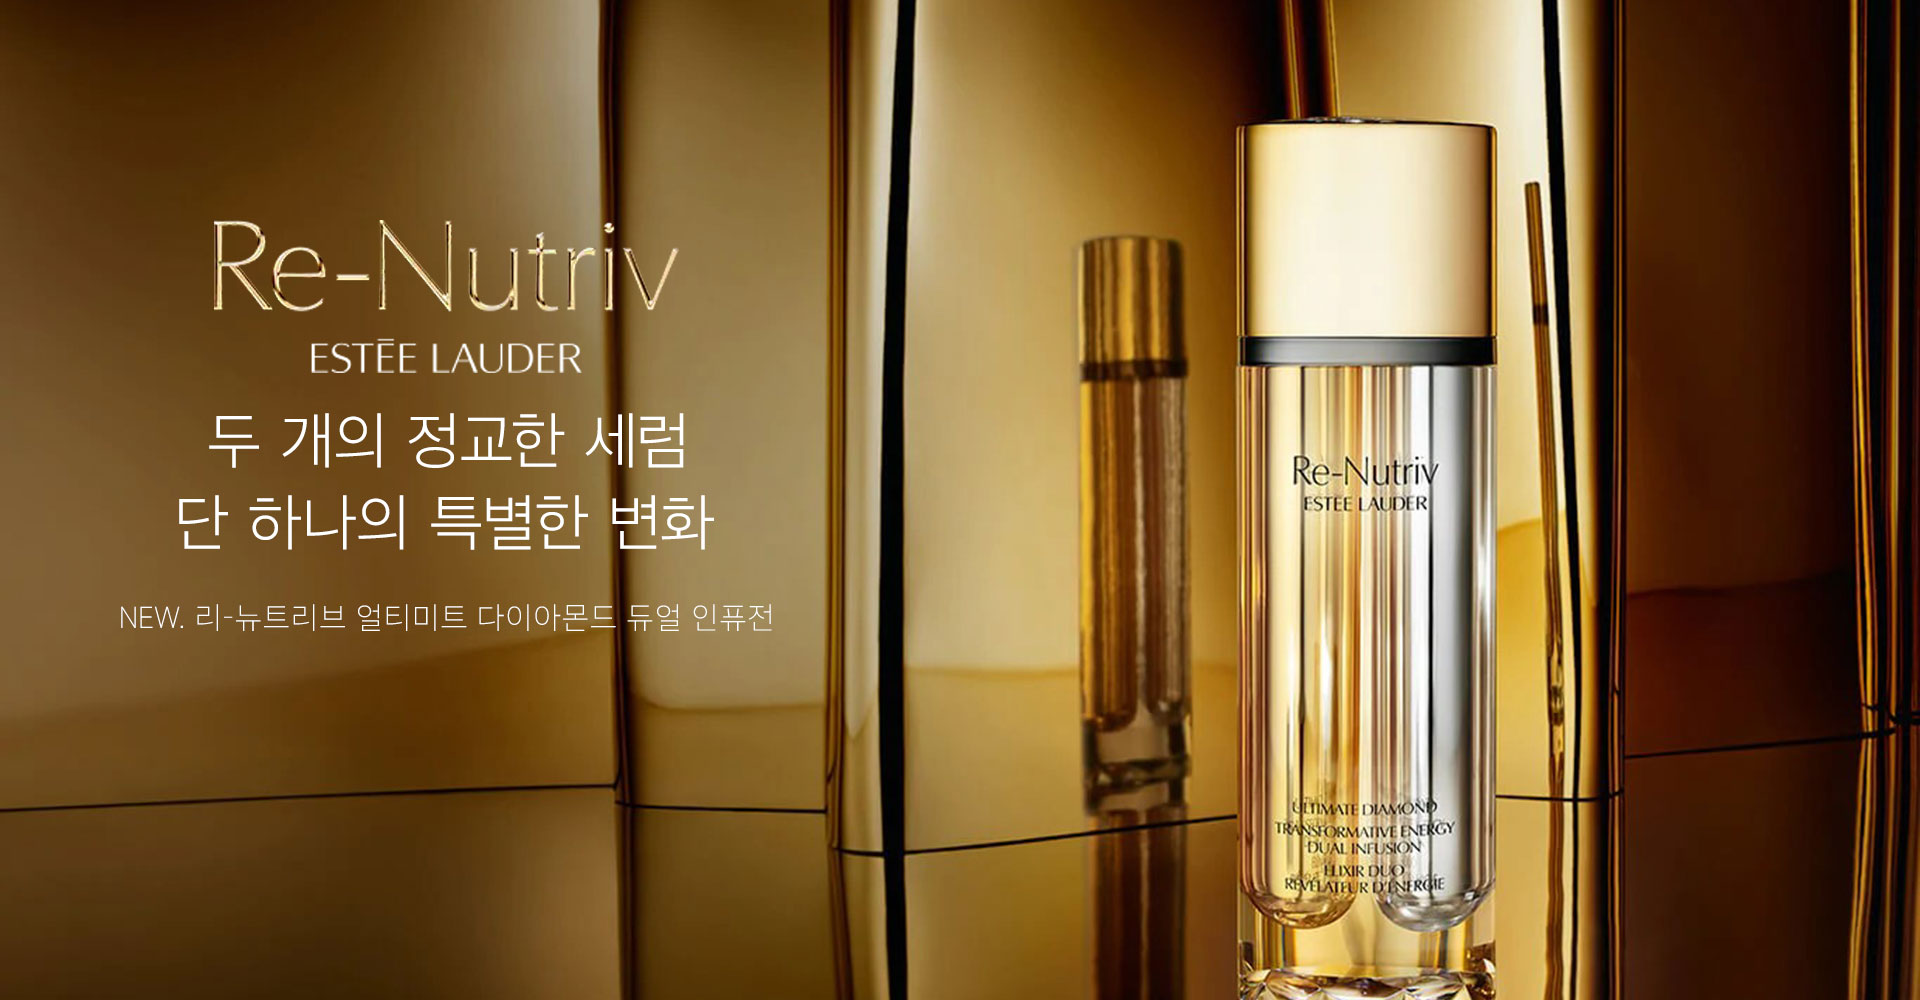 Re-Nutriv
ESTĒE LAUDER
두 개의 정교한 세럼
단 하나의 특별한 변화
NEW. 리-뉴트리브 얼티미트 다이아몬드 듀얼 인퓨전
Re-Nutriv
ESTEE LAUDER
ULTIMATE DIAMOND
TRANSFORMATIVE ENERGY
DUAL INFUSION
ELIXIR DUO
RÉVÉLATEUR D'ÉNERGIE